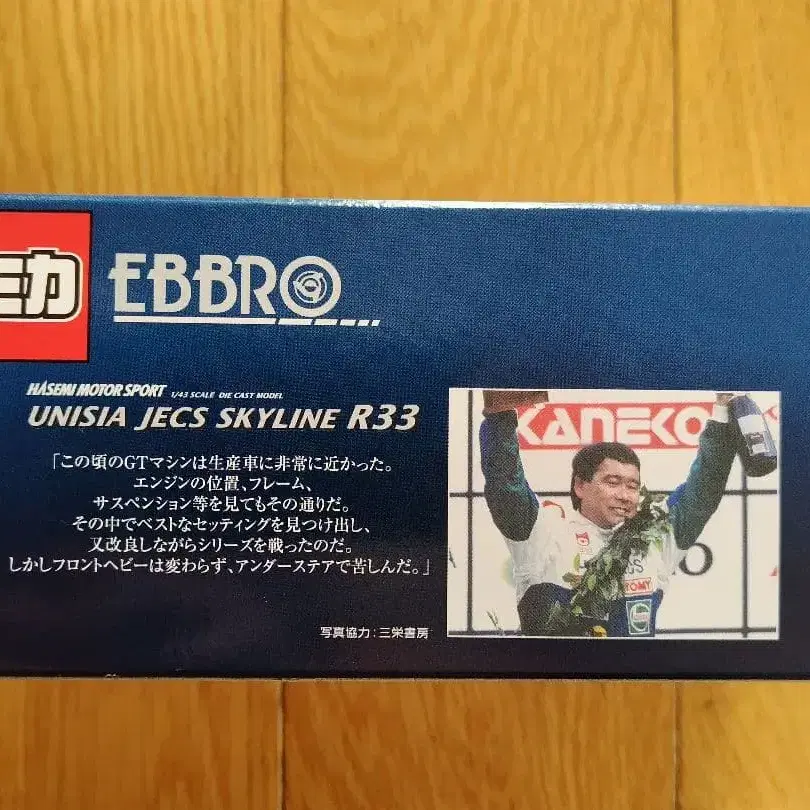 ミカ
EBBRO
HASEMI MOTOR SPORT 1/43 SCALE DIE CAST MODEL
UNISIA JECS SKYLINE R33
「この頃のGTマシンは生産車に非常に近かった。
エンジンの位置、フレーム、
サスペンション等を見てもその通りだ。
その中でベストなセッティングを見つけ出し、
又改良しながらシリーズを戦ったのだ。
しかしフロントヘビーは変わらず、アンダーステアで苦しんだ。」
写真協力:三栄書房
KANEKO